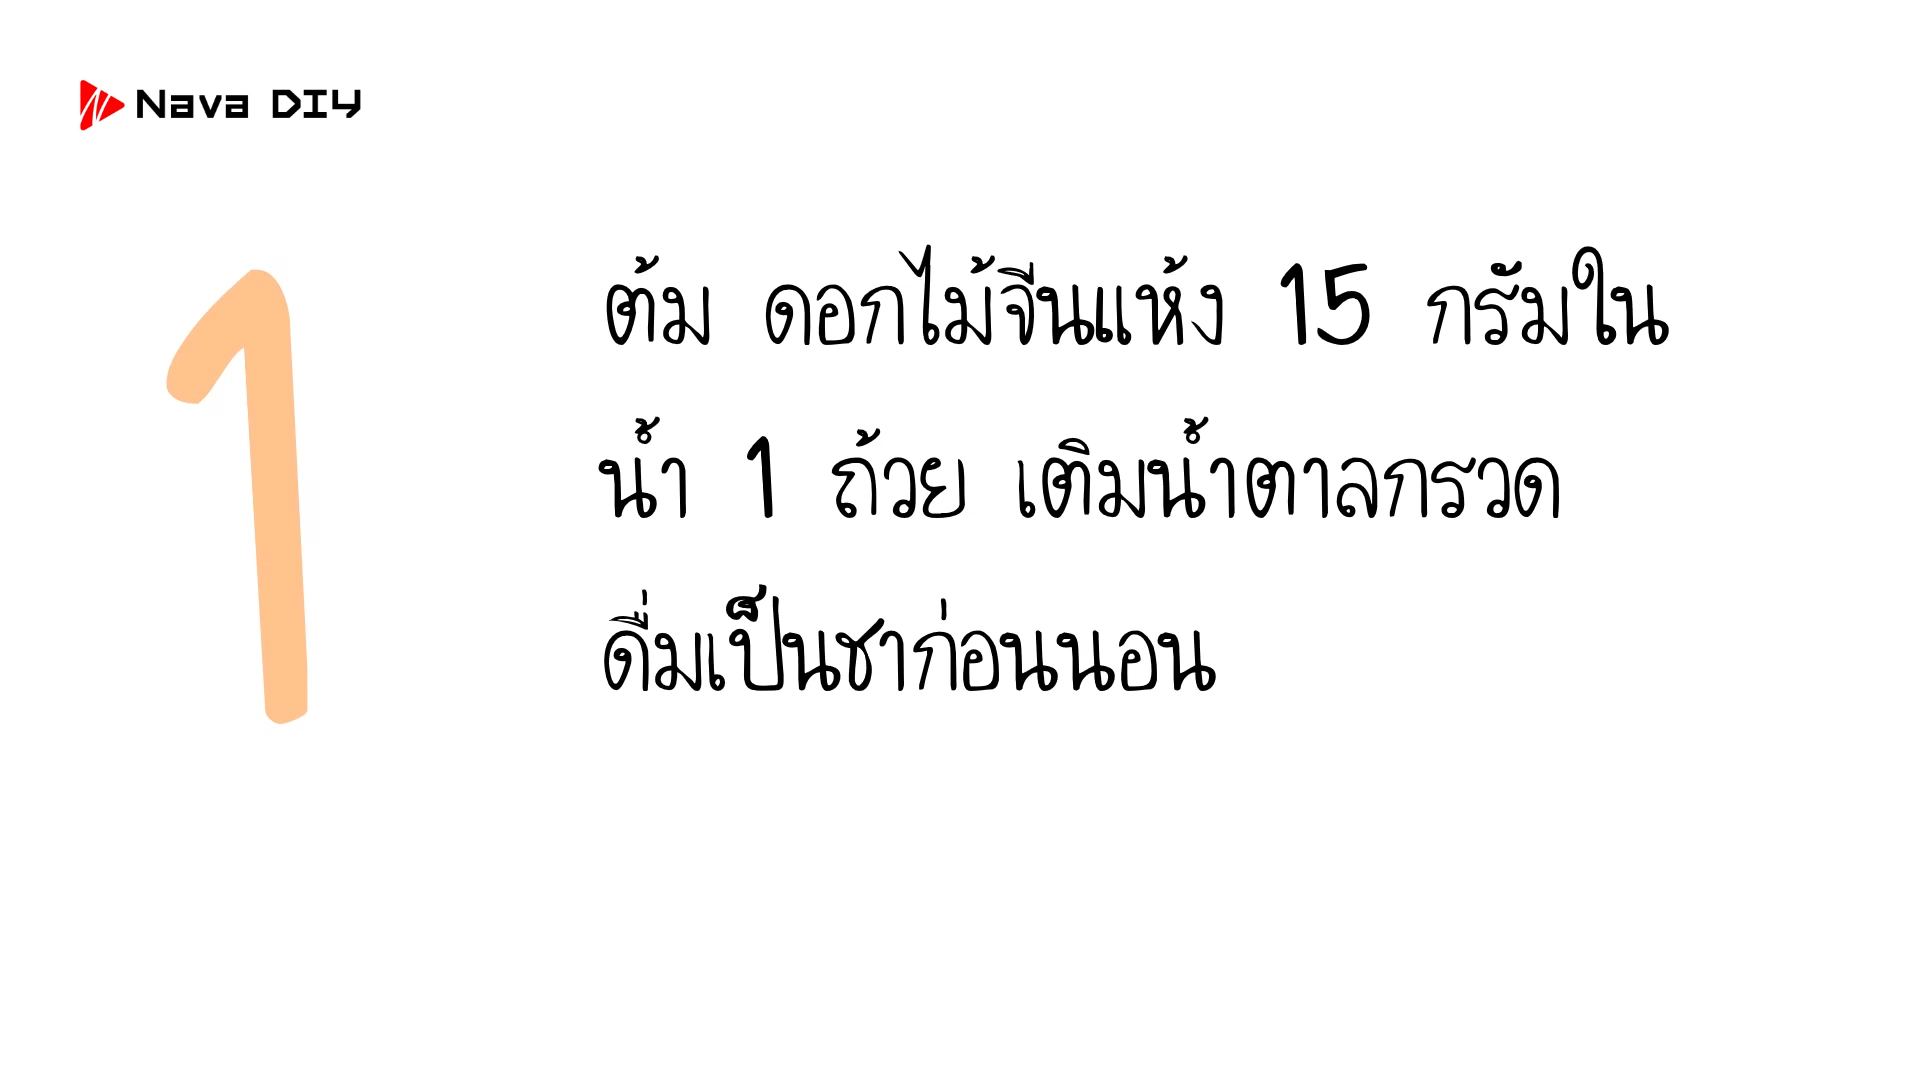 Nava DIY
1
ต้ม ดอกไม้จีนแห้ง 15 กรัมใน
น้ำ 1 ถ้วย เติมน้ำตาลกรวด
ดื่มเป็นชาก่อนนอน